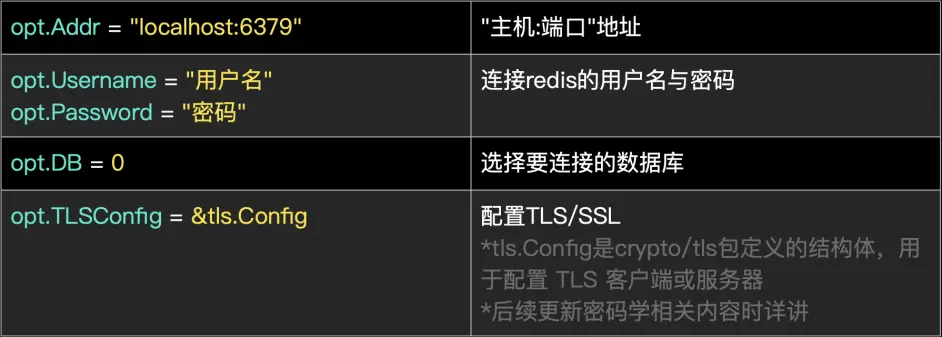 opt.Addr = "localhost:6379"
"主机:端口"地址
opt.Username = "用户名"
opt.Password = "密码"
连接redis的用户名与密码
opt.DB = 0
选择要连接的数据库
opt.TLSConfig = &tls.Config
配置TLS/SSL
*tls.Config是crypto/tls包定义的结构体，用
于配置 TLS 客户端或服务器
*后续更新密码学相关内容时详讲